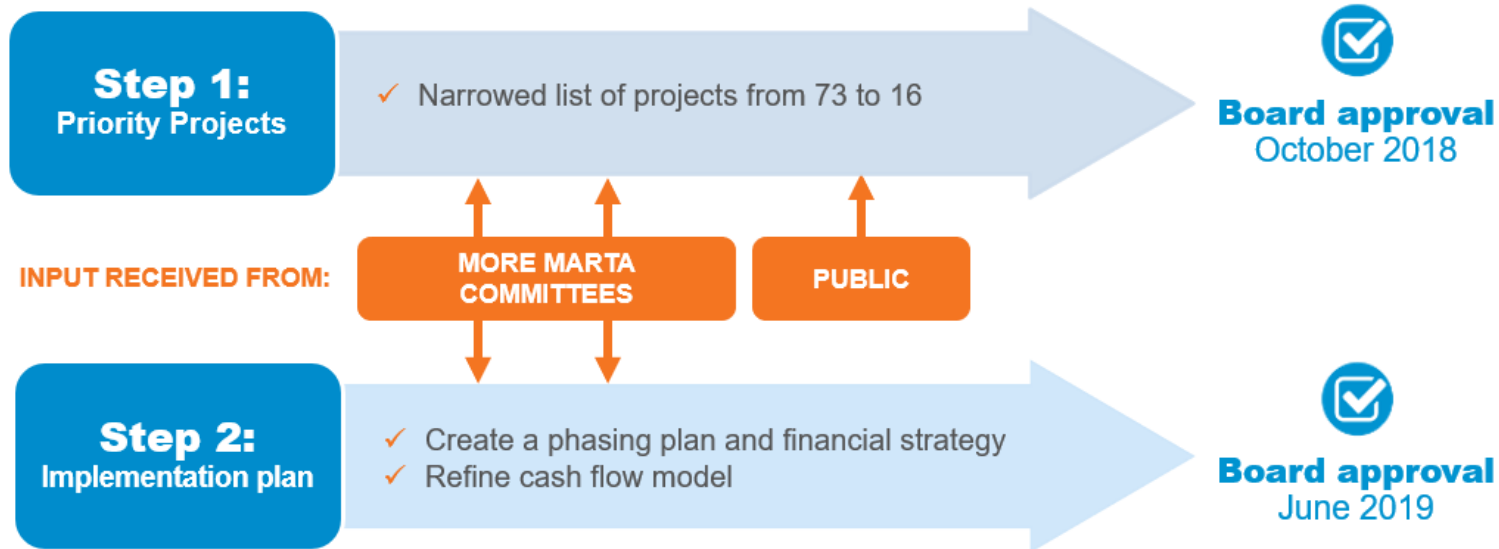 Step 1:
Priority Projects
✓ Narrowed list of projects from 73 to 16
Board approval
October 2018
INPUT RECEIVED FROM:
MORE MARTA
COMMITTEES
PUBLIC
Step 2:
Implementation plan
✓ Create a phasing plan and financial strategy
✓ Refine cash flow model
Board approval
June 2019